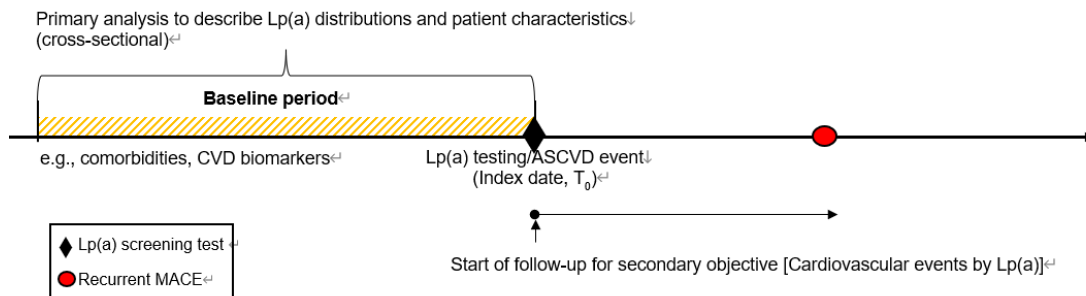 Primary analysis to describe Lp(a) distributions and patient characteristics↓
(cross-sectional)↵
Baseline period↵
e.g., comorbidities, CVD biomarkers↵
Lp(a) testing/ASCVD event↓
(Index date, T₀)↵
Lp(a) screening test ↵
Recurrent MACE↵
Start of follow-up for secondary objective [Cardiovascular events by Lp(a)]↵